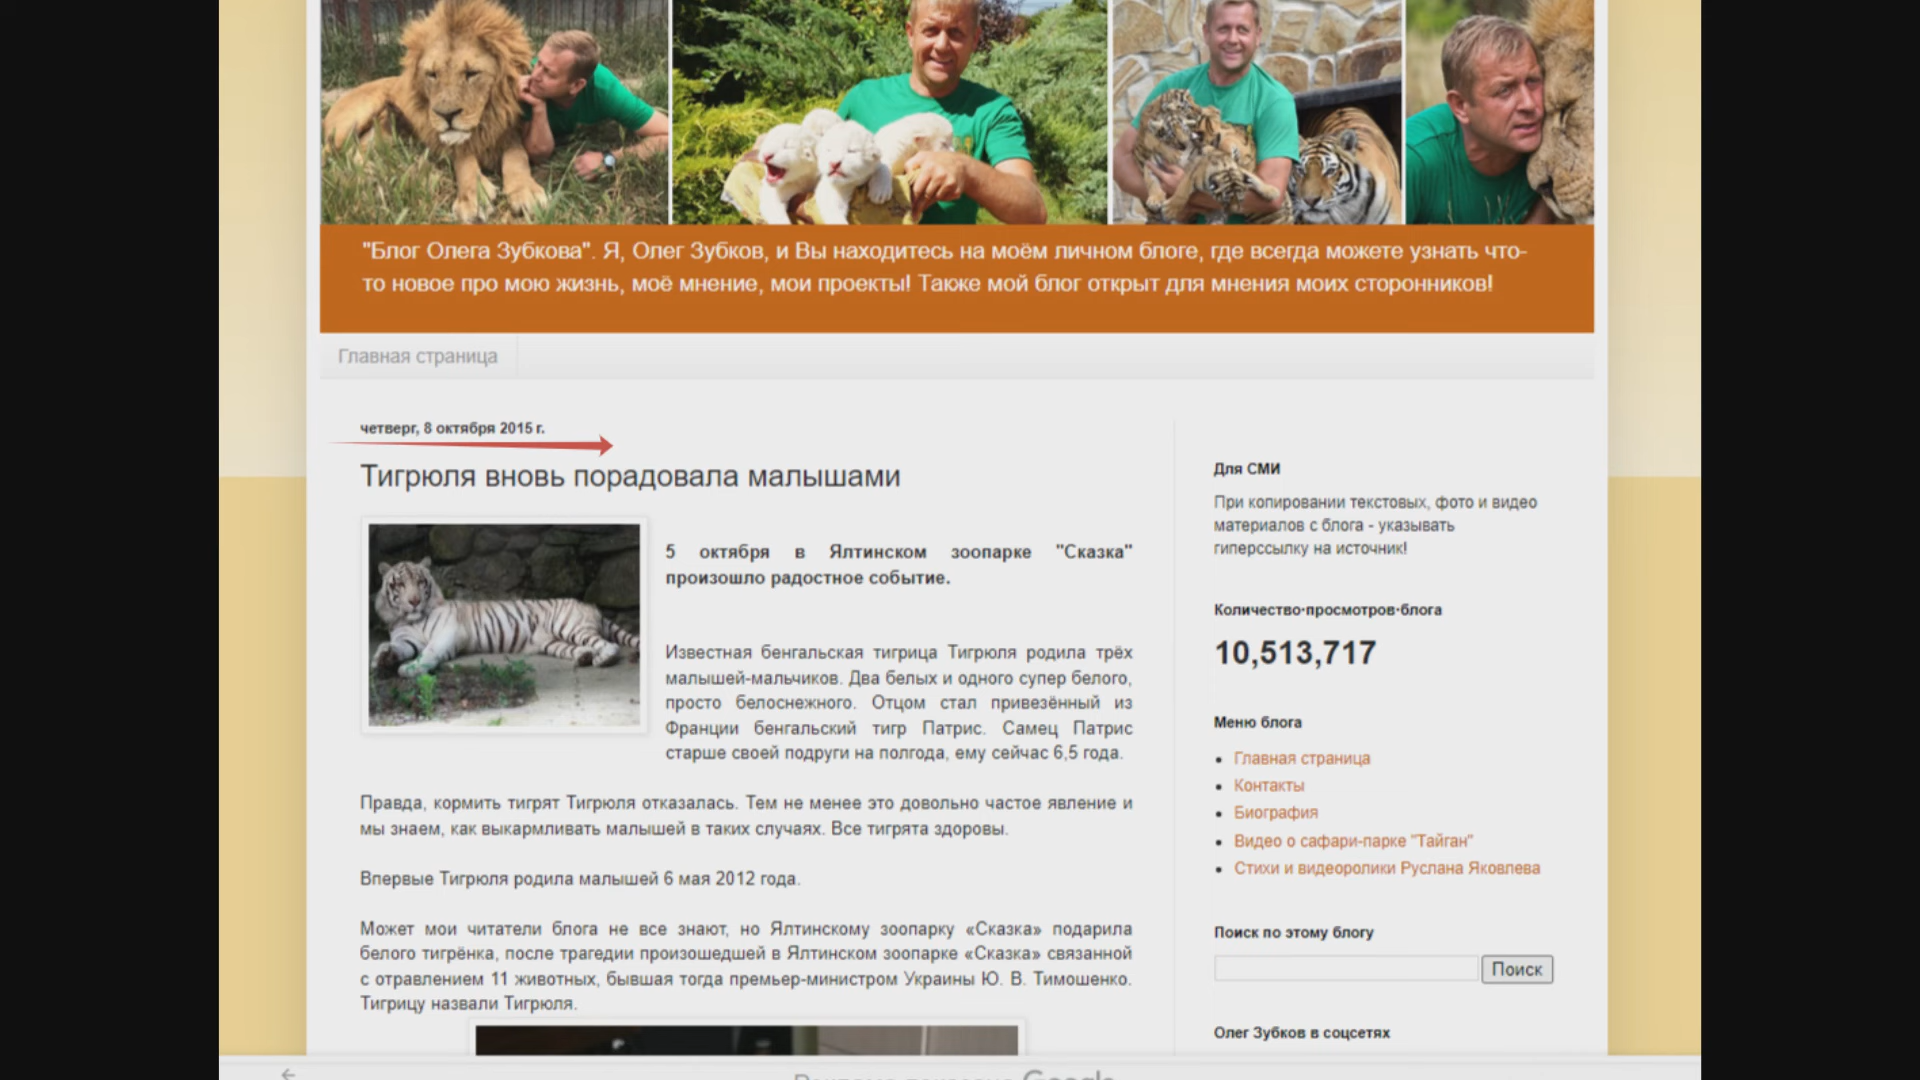 "Блог Олега Зубкова". Я, Олег Зубков, и Вы находитесь на моём личном блоге, где всегда можете узнать что-
то новое про мою жизнь, моё мнение, мои проекты! Также мой блог открыт для мнения моих сторонников!
Главная страница
четверг, 8 октября 2015 г.
Тигрюля вновь порадовала малышами
5 октября в Ялтинском зоопарке "Сказка"
произошло радостное событие.
Известная бенгальская тигрица Тигрюля родила трёх
малышей-мальчиков. Два белых и одного супер белого,
просто белоснежного. Отцом стал привезённый из
Франции бенгальский тигр Патрис. Самец Патрис
старше своей подруги на полгода, ему сейчас 6,5 года.
Правда, кормить тигрят Тигрюля отказалась. Тем не менее это довольно частое явление и
мы знаем, как выкармливать малышей в таких случаях. Все тигрята здоровы.
Впервые Тигрюля родила малышей 6 мая 2012 года.
Может мои читатели блога не все знают, но Ялтинскому зоопарку «Сказка» подарила
белого тигрёнка, после трагедии произошедшей в Ялтинском зоопарке «Сказка» связанной
с отравлением 11 животных, бывшая тогда премьер-министром Украины Ю. В. Тимошенко.
Тигрицу назвали Тигрюля.
Для СМИ
При копировании текстовых, фото и видео
материалов с блога - указывать
гиперссылку на источник!
Количество·просмотров·блога
10,513,717
Меню блога
Главная страница
Контакты
Биография
Видео о сафари-парке "Тайган"
Стихи и видеоролики Руслана Яковлева
Поиск по этому блогу
Поиск
Олег Зубков в соцсетях
Google